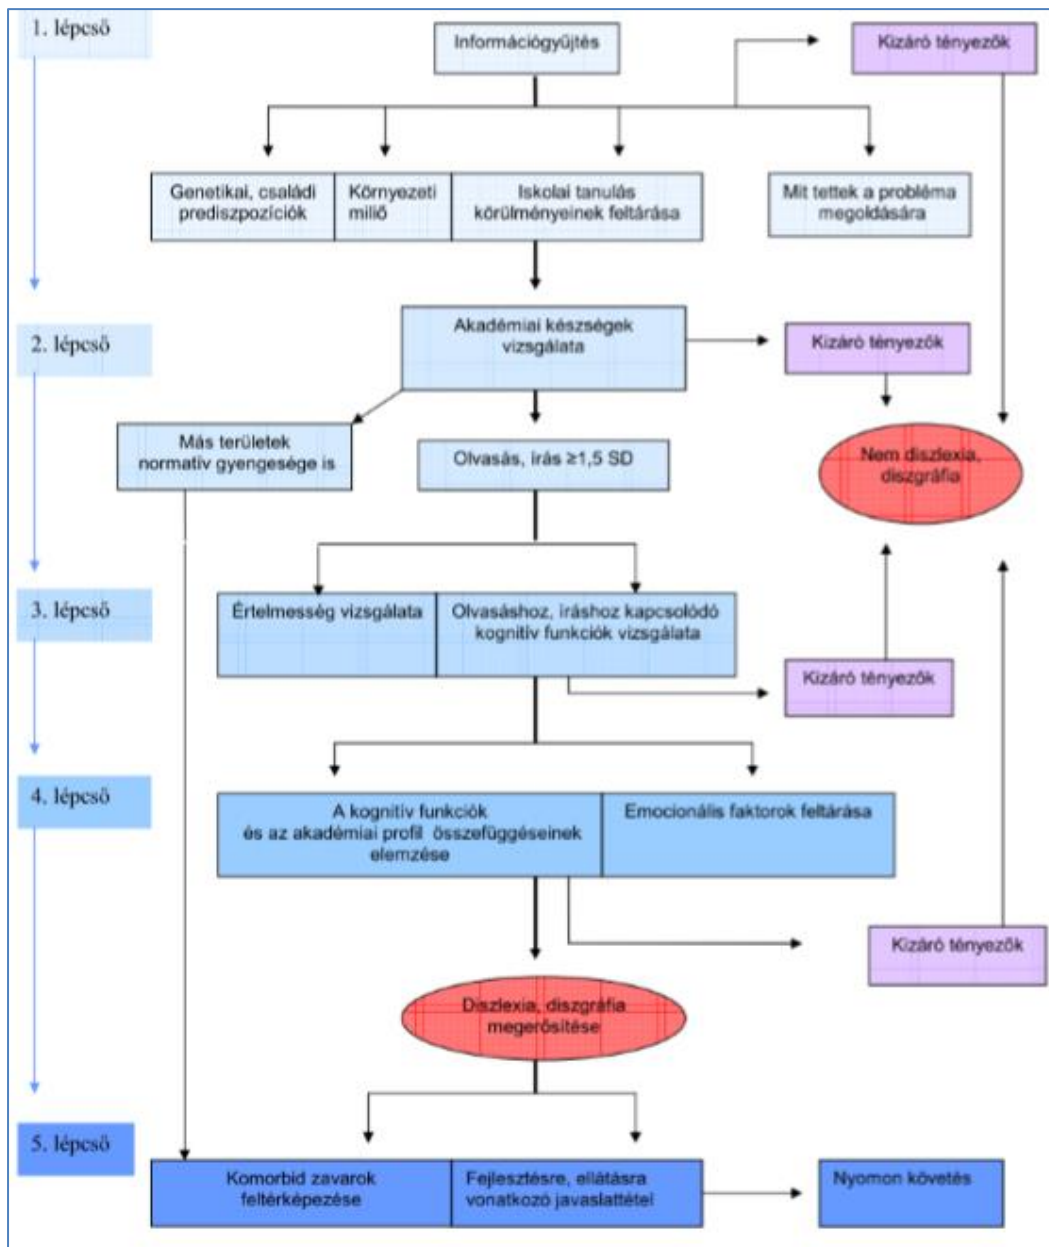 1. lépcső
Információgyűjtés
Kizáró tényezők
Genetikai, családi
prediszpozíciók
Környezeti
miliő
Iskolai tanulás
körülményeinek feltárása
Mit tettek a probléma
megoldására
2. lépcső
Akadémiai készségek
vizsgálata
Kizáró tényezők
Más területek
normatív gyengesége is
Olvasás, írás ≥1,5 SD
Nem diszlexia,
diszgráfia
3. lépcső
Értelmesség vizsgálata
Olvasáshoz, íráshoz kapcsolódó
kognitív funkciók vizsgálata
Kizáró tényezők
4. lépcső
A kognitív funkciók
és az akadémiai profil összefüggéseinek
elemzése
Emocionális faktorok feltárása
Kizáró tényezők
Diszlexia, diszgráfia
megerősítése
5. lépcső
Komorbid zavarok
feltérképezése
Fejlesztésre, ellátásra
vonatkozó javaslattétel
Nyomon követés